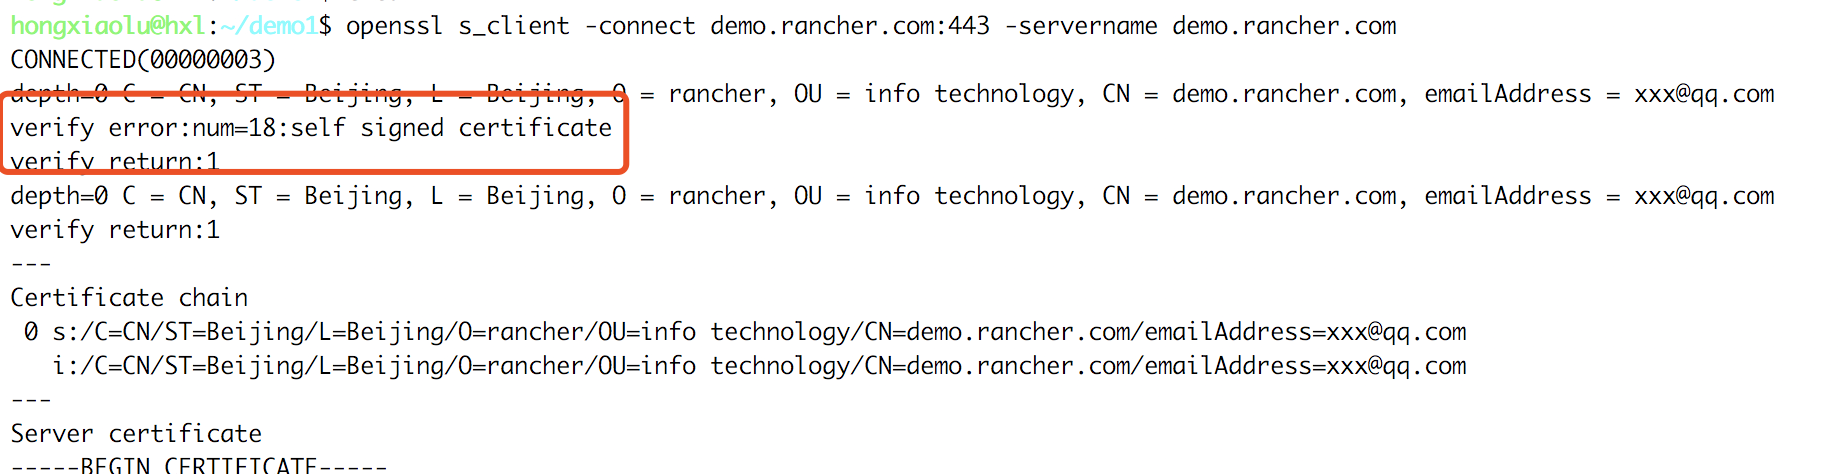 hongxiaolu@hxl:~/demo1$ openssl s_client -connect demo.rancher.com:443 -servername demo.rancher.com
CONNECTED(00000003)
depth=0 C = CN, ST = Beijing, L = Beijing, O = rancher, OU = info technology, CN = demo.rancher.com, emailAddress = xxx@qq.com
verify error:num=18:self signed certificate
verify return:1
depth=0 C = CN, ST = Beijing, L = Beijing, O = rancher, OU = info technology, CN = demo.rancher.com, emailAddress = xxx@qq.com
verify return:1
---
Certificate chain
 0 s:/C=CN/ST=Beijing/L=Beijing/O=rancher/OU=info technology/CN=demo.rancher.com/emailAddress=xxx@qq.com
   i:/C=CN/ST=Beijing/L=Beijing/O=rancher/OU=info technology/CN=demo.rancher.com/emailAddress=xxx@qq.com
---
Server certificate
-----BEGIN CERTIFICATE-----